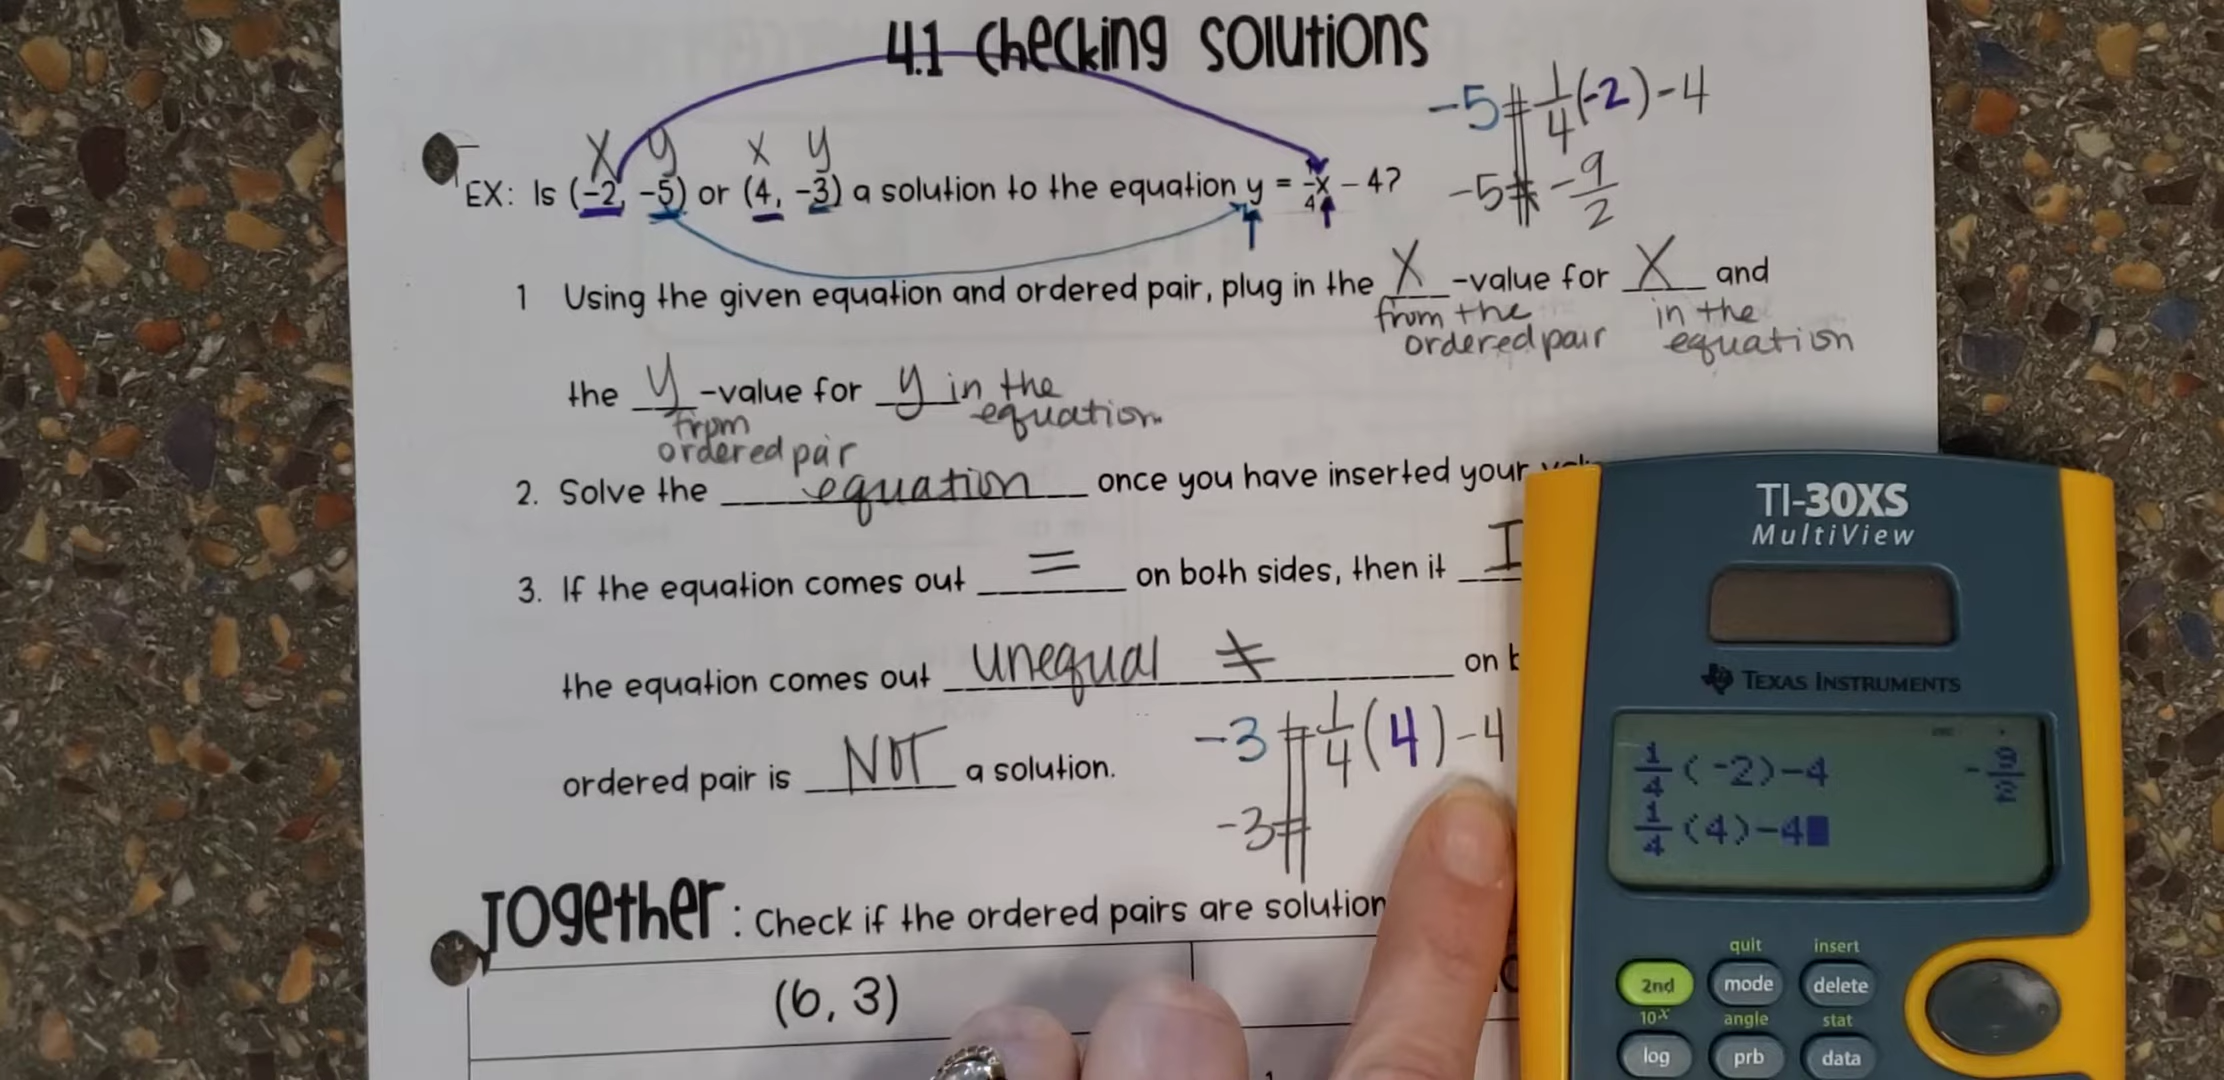 4.1 Checking Solutions
-5 = 1/4 (-2) - 4
-5 = -9/2
X y x y
EX: Is (-2, -5) or (4, -3) a solution to the equation y = 1/4 x - 4?
1 Using the given equation and ordered pair, plug in the X -value for X and
from the ordered pair
in the equation
the y -value for y in the equation
from ordered pair
2. Solve the equation once you have inserted your
3. If the equation comes out = on both sides, then it
the equation comes out unequal ≠ on
ordered pair is NOT a solution.
-3 = 1/4 (4) - 4
-3 =
Together: Check if the ordered pairs are solution
(6, 3)
TI-30XS
MultiView
TEXAS INSTRUMENTS
1/4 (-2)-4 -9/2
1/4 (4)-4
quit insert
2nd mode delete
10^x angle stat
log prb data